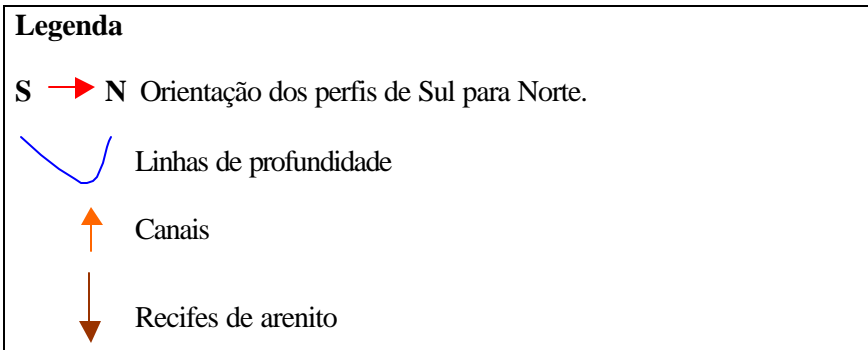 Legenda
S N Orientação dos perfis de Sul para Norte.
Linhas de profundidade
Canais
Recifes de arenito